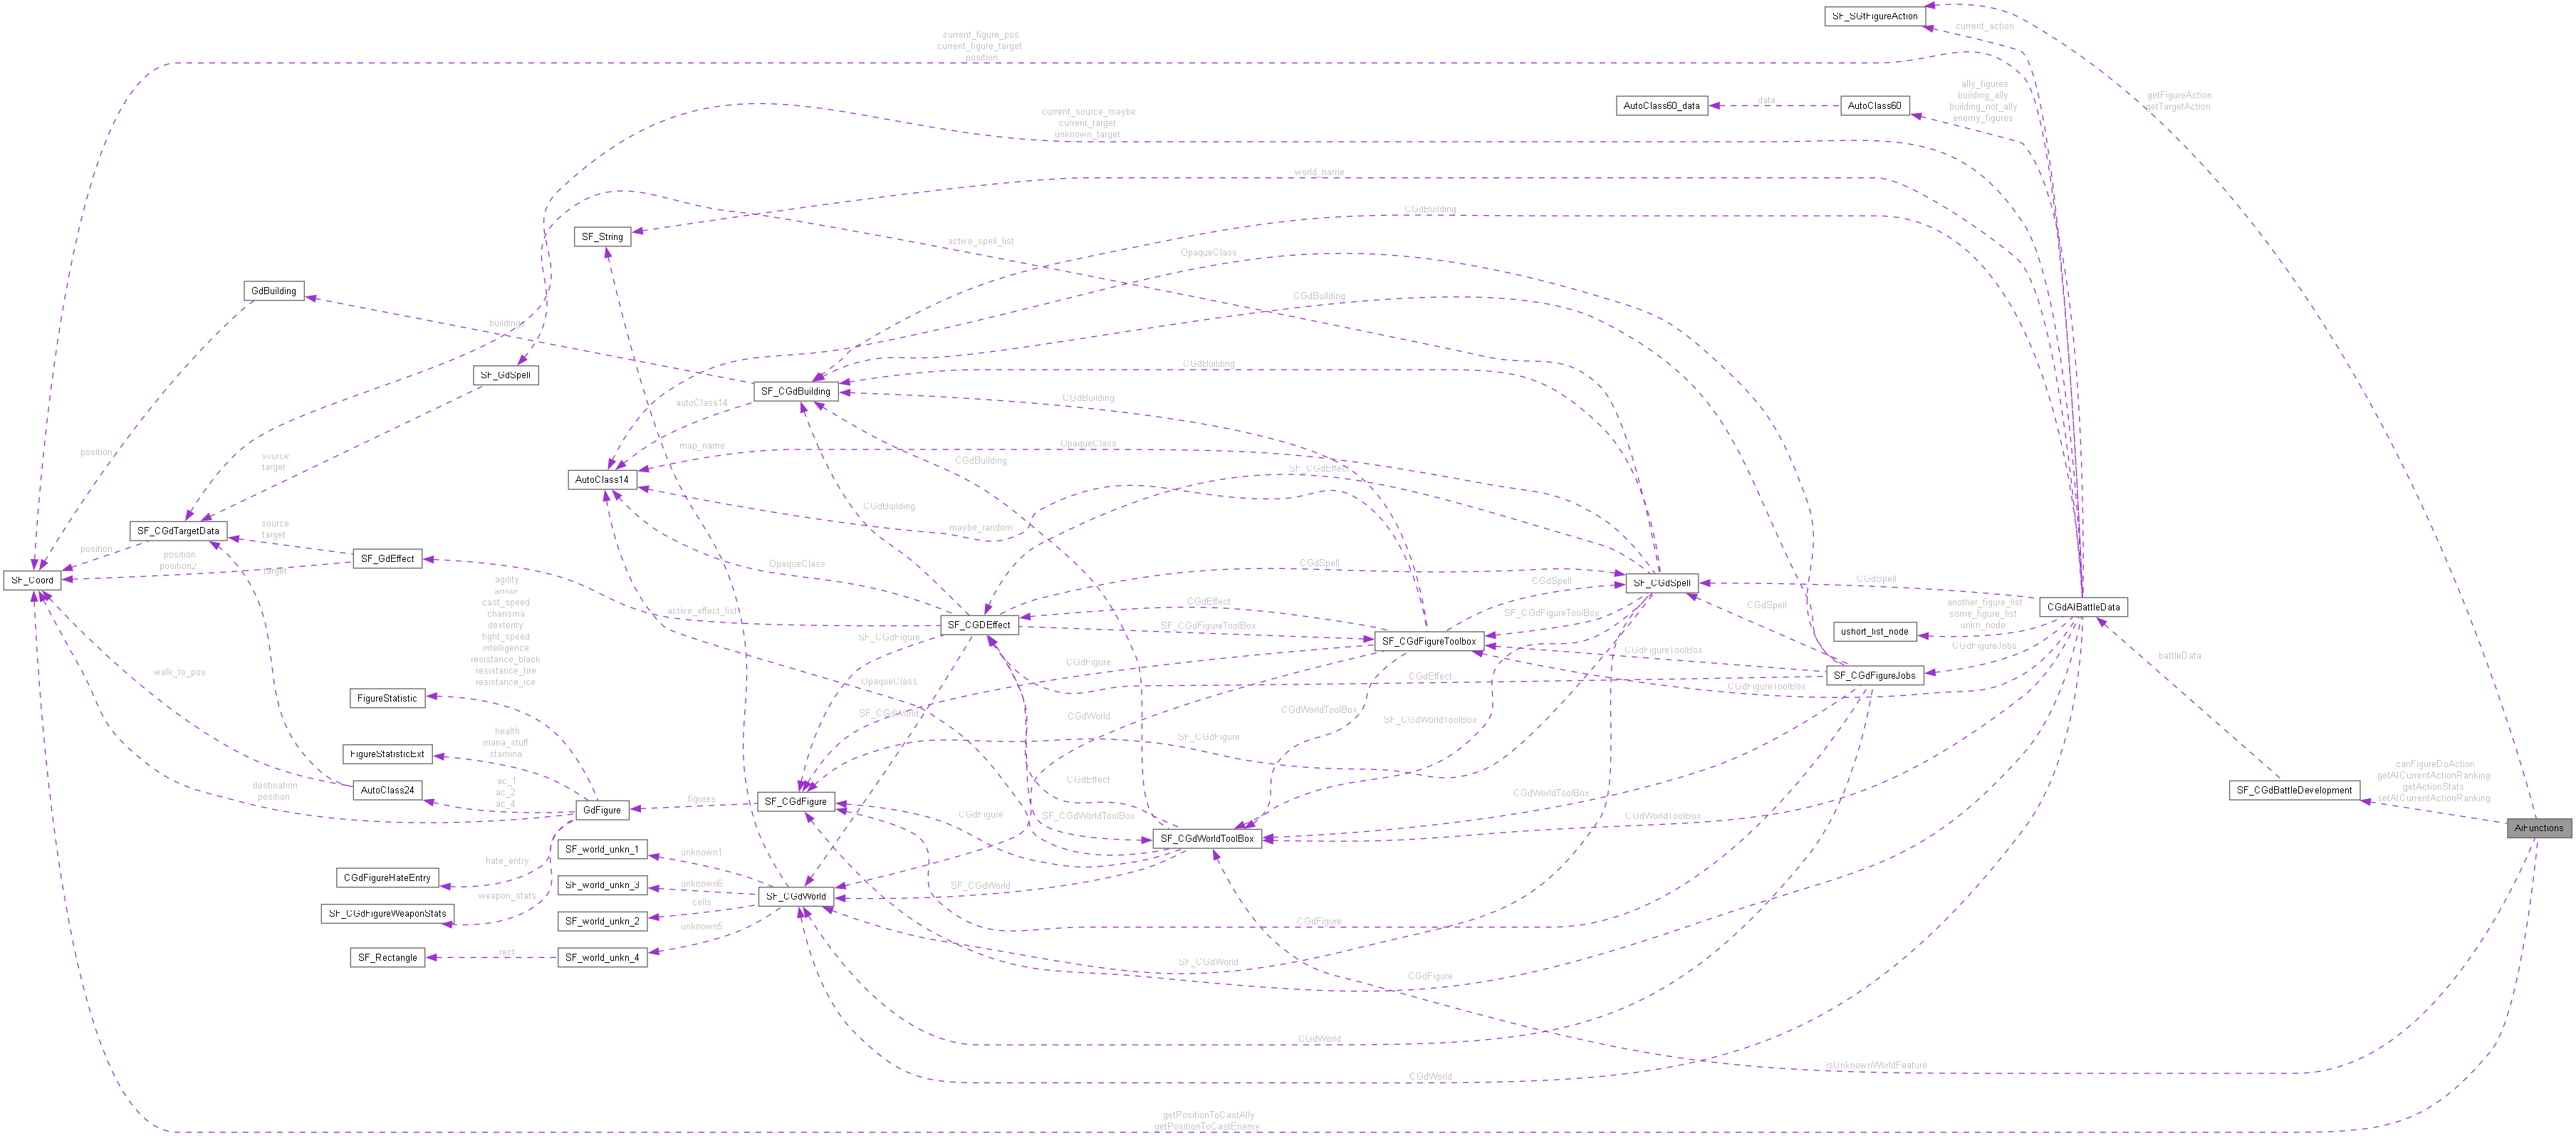 SF_SGtFigureAction
current_action
current_figure_pos
current_figure_target
position
getFigureAction
getTargetAction
ally_figures
building_ally
building_not_ally
enemy_figures
AutoClass60_data
data
AutoClass60
current_source_maybe
current_target
unknown_target
world_name
SF_String
CGdBuilding
active_spell_list
OpaqueClass
GdBuilding
CGdBuilding
buildings
SF_GdSpell
CGdBuilding
SF_CGdBuilding
CGdBuilding
autoClass14
map_name
OpaqueClass
position
source
target
CGdBuilding
SF_CGdEffect
AutoClass14
CGdBuilding
maybe_random
SF_CGdTargetData
source
target
position
position
position2
SF_GdEffect
target
SF_Coord
OpaqueClass
CGdSpell
CGdSpell
SF_CGdSpell
CGdSpell
CGdAIBattleData
agility
armor
cast_speed
charisma
dexterity
fight_speed
intelligence
resistance_black
resistance_fire
resistance_ice
...
active_effect_list
CGdEffect
SF_CGdFigureToolBox
CGdSpell
another_figure_list
some_figure_list
unkn_node
ushort_list_node
SF_CGDEffect
SF_CGdFigureToolBox
SF_CGdFigure
SF_CGdFigureToolbox
CGdFigureToolBox
CGdFigureJobs
battleData
walk_to_pos
CGdFigure
CGdEffect
SF_CGdFigureJobs
OpaqueClass
CGdFigureToolBox
FigureStatistic
SF_CGdWorld
CGdWorld
CGdWorldToolBox
SF_CGdWorldToolBox
health
mana_stuff
stamina
FigureStatisticExt
SF_CGdFigure
destination
position
AutoClass24
ac_1
ac_2
ac_4
CGdEffect
canFigureDoAction
getAICurrentActionRanking
getActionStats
setAICurrentActionRanking
SF_CGdBattleDevelopment
GdFigure
figures
SF_CGdFigure
CGdFigure
SF_CGdWorldToolBox
CGdWorldToolBox
CGdWorldToolBox
AiFunctions
SF_CGdWorldToolBox
SF_world_unkn_1
unknown1
hate_entry
CGdFigureHateEntry
SF_world_unkn_3
unknown6
SF_CGdWorld
SF_CGdWorld
weapon_stats
SF_CGdFigureWeaponStats
SF_world_unkn_2
cells
unknown5
CGdFigure
SF_Rectangle
rect
SF_world_unkn_4
SF_CGdWorld
CGdFigure
CGdWorld
isUnknownWorldFeature
CGdWorld
getPositionToCastAlly
getPositionToCastEnemy